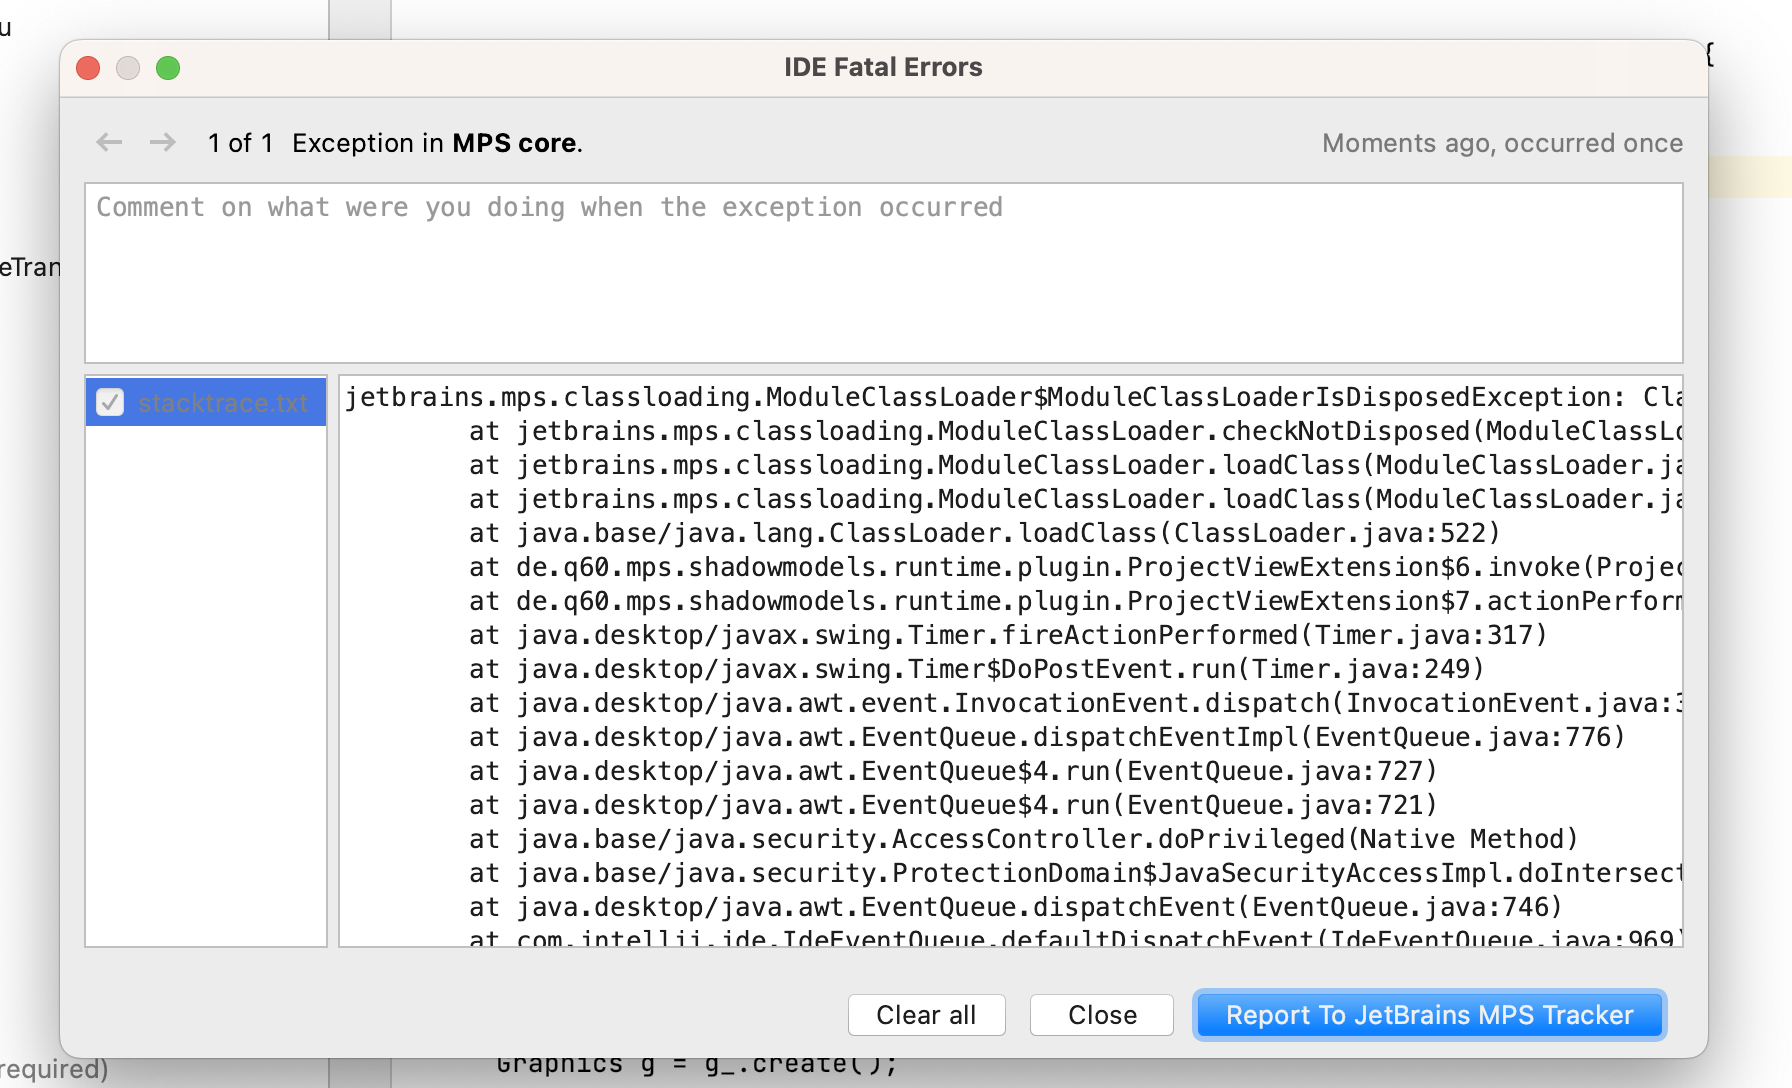 u
IDE Fatal Errors
{
1 of 1 Exception in MPS core.
Moments ago, occurred once
Comment on what were you doing when the exception occurred
eTran
stacktrace.txt
jetbrains.mps.classloading.ModuleClassLoader$ModuleClassLoaderIsDisposedException: Cla
at jetbrains.mps.classloading.ModuleClassLoader.checkNotDisposed(ModuleClassLo
at jetbrains.mps.classloading.ModuleClassLoader.loadClass(ModuleClassLoader.ja
at jetbrains.mps.classloading.ModuleClassLoader.loadClass(ModuleClassLoader.ja
at java.base/java.lang.ClassLoader.loadClass(ClassLoader.java:522)
at de.q60.mps.shadowmodels.runtime.plugin.ProjectViewExtension$6.invoke(Projec
at de.q60.mps.shadowmodels.runtime.plugin.ProjectViewExtension$7.actionPerform
at java.desktop/javax.swing.Timer.fireActionPerformed(Timer.java:317)
at java.desktop/javax.swing.Timer$DoPostEvent.run(Timer.java:249)
at java.desktop/java.awt.event.InvocationEvent.dispatch(InvocationEvent.java:3
at java.desktop/java.awt.EventQueue.dispatchEventImpl(EventQueue.java:776)
at java.desktop/java.awt.EventQueue$4.run(EventQueue.java:727)
at java.desktop/java.awt.EventQueue$4.run(EventQueue.java:721)
at java.base/java.security.AccessController.doPrivileged(Native Method)
at java.base/java.security.ProtectionDomain$JavaSecurityAccessImpl.doIntersect
at java.desktop/java.awt.EventQueue.dispatchEvent(EventQueue.java:746)
at com.intellij.ide.IdeEventQueue.defaultDispatchEvent(IdeEventQueue.java:969)
Clear all
Close
Report To JetBrains MPS Tracker
required)
Graphics g = g_.create();